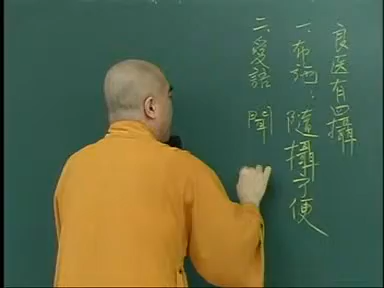 良医有四攝
一、布施：隨攝方便
二、愛語 聞